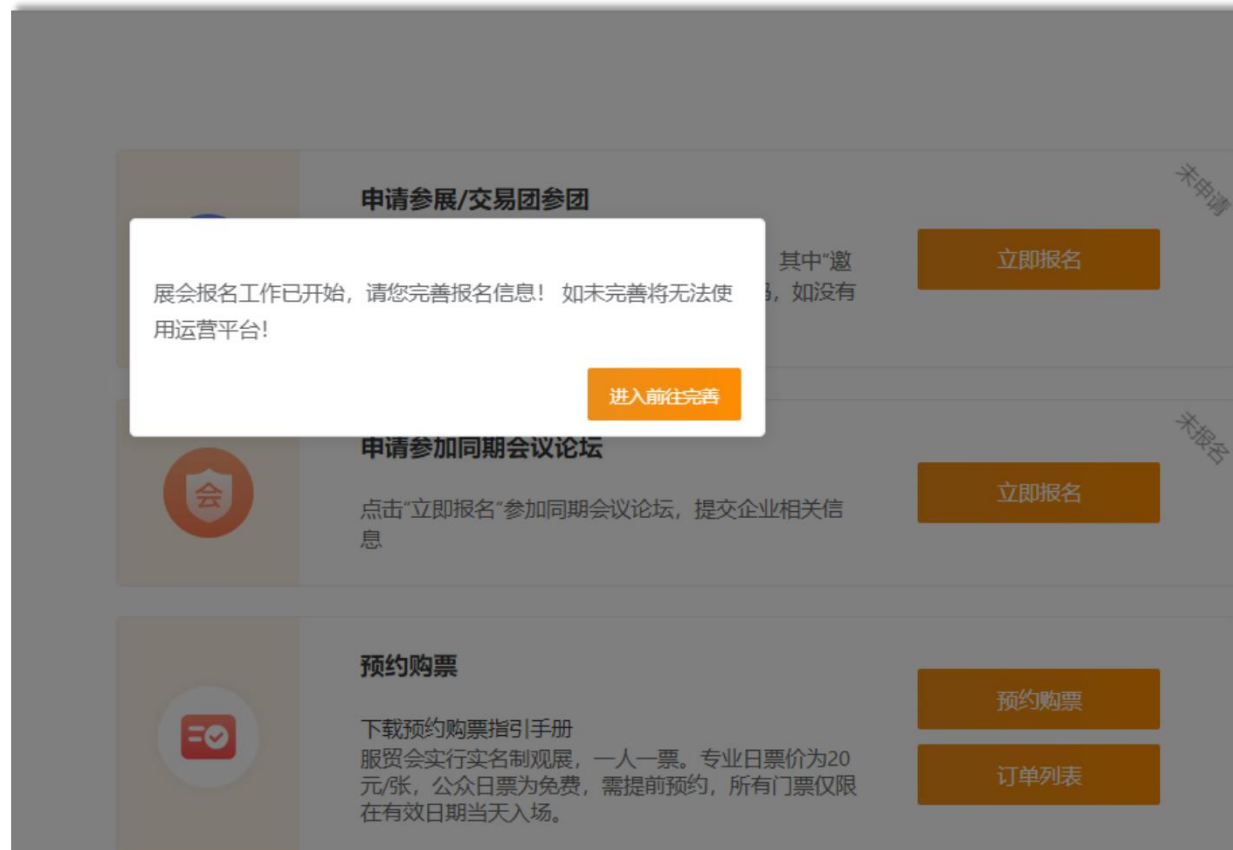 申请参展/交易团参团
未申请
其中“邀
立即报名
如没有
展会报名工作已开始，请您完善报名信息！ 如未完善将无法使
用运营平台！
进入前往完善
申请参加同期会议论坛
未报名
会
点击“立即报名”参加同期会议论坛，提交企业相关信
息
立即报名
预约购票
预约购票
下载预约购票指引手册
服贸会实行实名制观展，一人一票。专业日票价为20
元/张，公众日票为免费，需提前预约，所有门票仅限
在有效日期当天入场。
订单列表